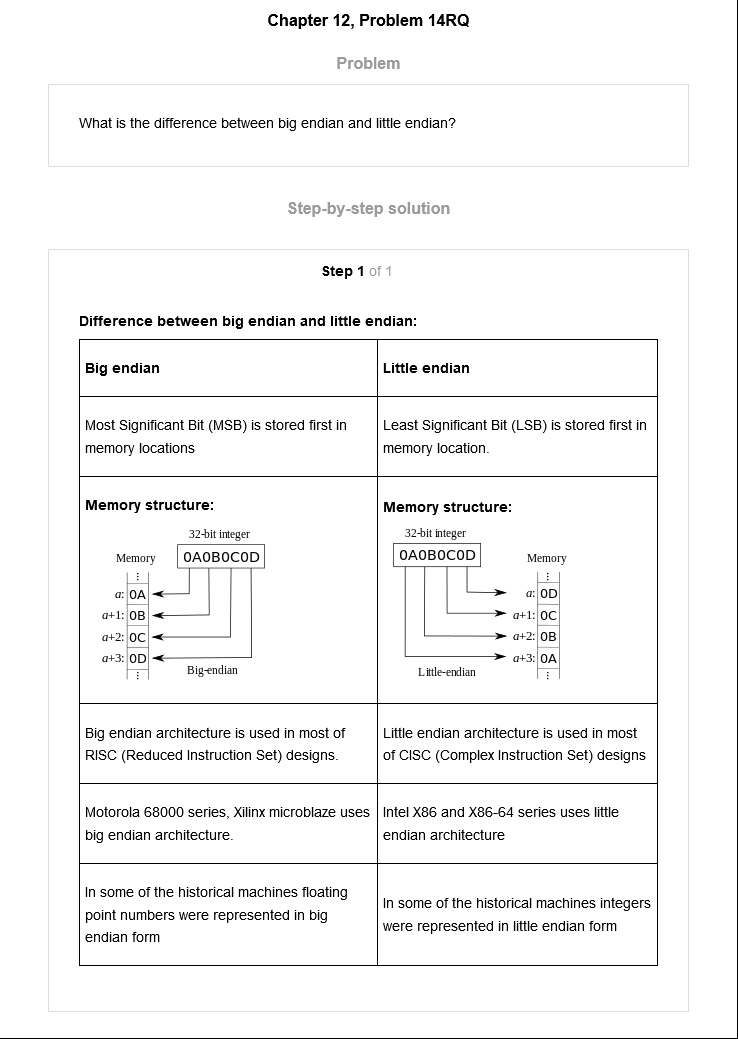 Chapter 12, Problem 14RQ
Problem
What is the difference between big endian and little endian?
Step-by-step solution
Step 1 of 1
Difference between big endian and little endian:
Big endian
Little endian
Most Significant Bit (MSB) is stored first in
memory locations
Least Significant Bit (LSB) is stored first in
memory location.
Memory structure:
32-bit integer
Memory
0A0B0C0D
⋮
a: 0A
a+1: 0B
a+2: 0C
a+3: 0D
⋮
Big-endian
Memory structure:
32-bit integer
0A0B0C0D
Memory
⋮
a: 0D
a+1: 0C
a+2: 0B
a+3: 0A
⋮
Little-endian
Big endian architecture is used in most of
RISC (Reduced Instruction Set) designs.
Little endian architecture is used in most
of CISC (Complex Instruction Set) designs
Motorola 68000 series, Xilinx microblaze uses
big endian architecture.
Intel X86 and X86-64 series uses little
endian architecture
In some of the historical machines floating
point numbers were represented in big
endian form
In some of the historical machines integers
were represented in little endian form